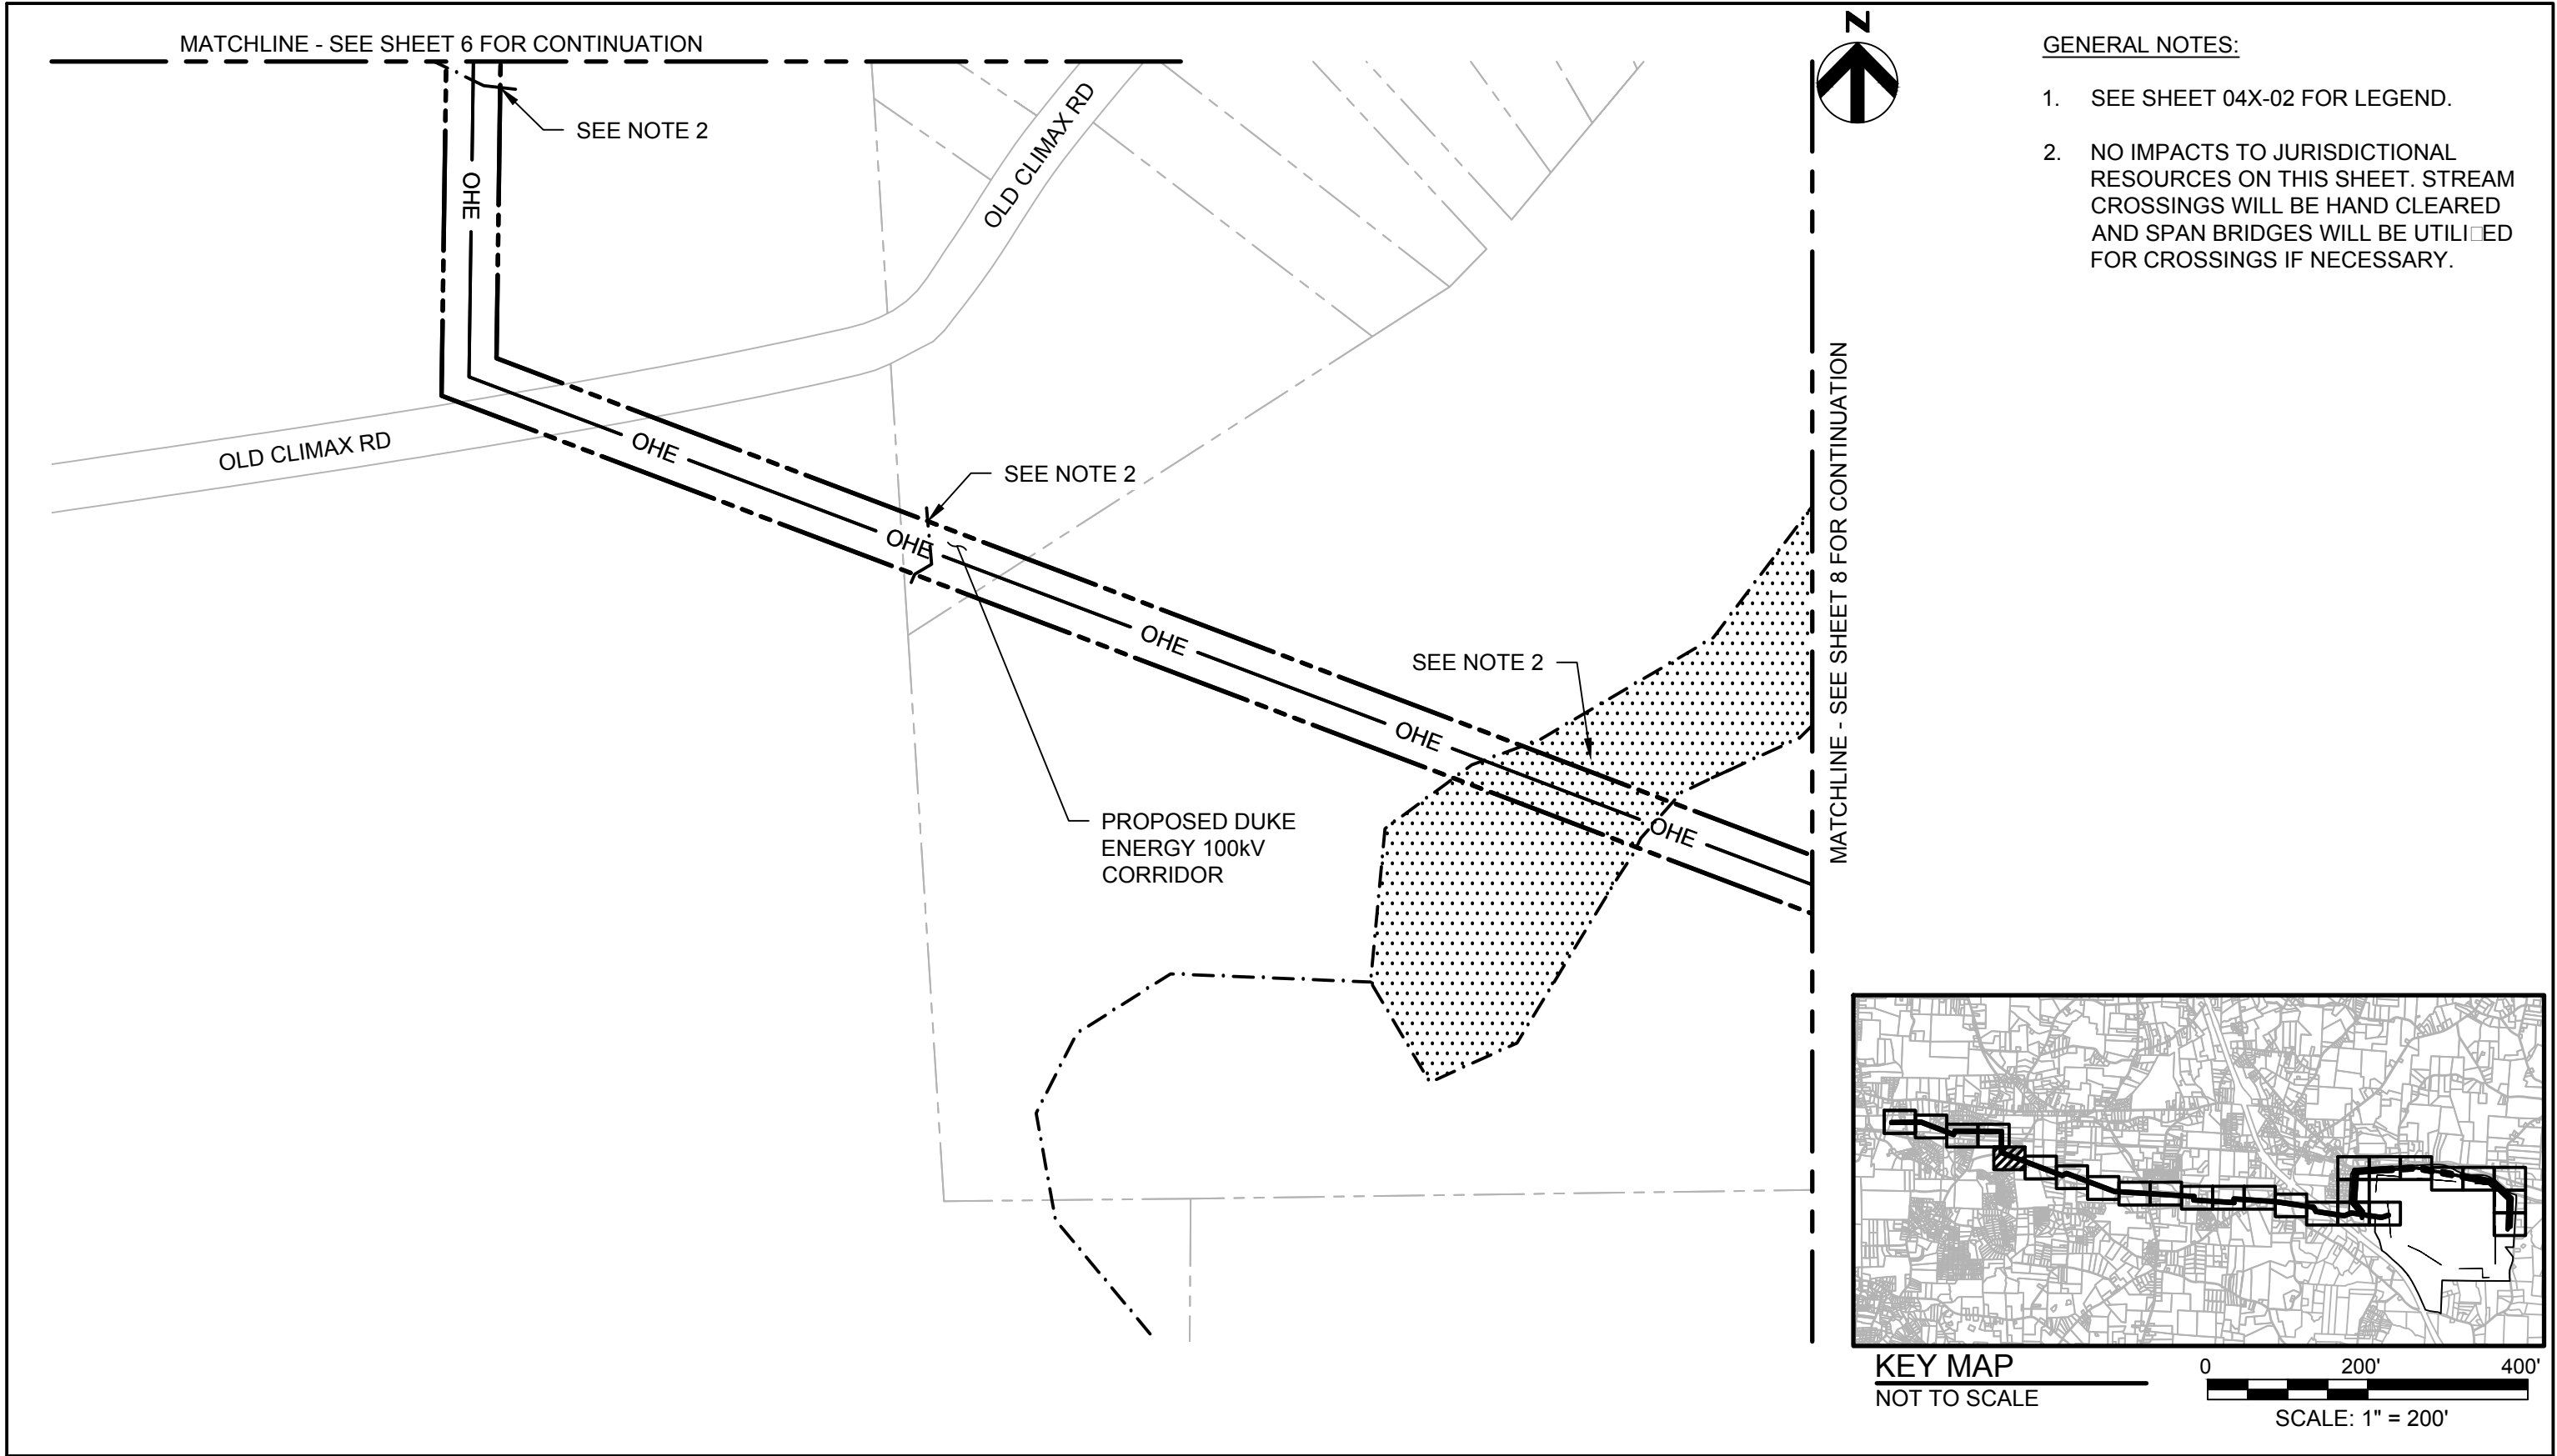 MATCHLINE - SEE SHEET 6 FOR CONTINUATION
SEE NOTE 2
OHE
OLD CLIMAX RD
OLD CLIMAX RD
OHE
SEE NOTE 2
OHE
OHE
SEE NOTE 2
OHE
OHE
PROPOSED DUKE
ENERGY 100kV
CORRIDOR
MATCHLINE - SEE SHEET 8 FOR CONTINUATION
N
GENERAL NOTES:
1. SEE SHEET 04X-02 FOR LEGEND.
2. NO IMPACTS TO JURISDICTIONAL
RESOURCES ON THIS SHEET. STREAM
CROSSINGS WILL BE HAND CLEARED
AND SPAN BRIDGES WILL BE UTILI□ED
FOR CROSSINGS IF NECESSARY.
KEY MAP
NOT TO SCALE
0 200' 400'
SCALE: 1" = 200'